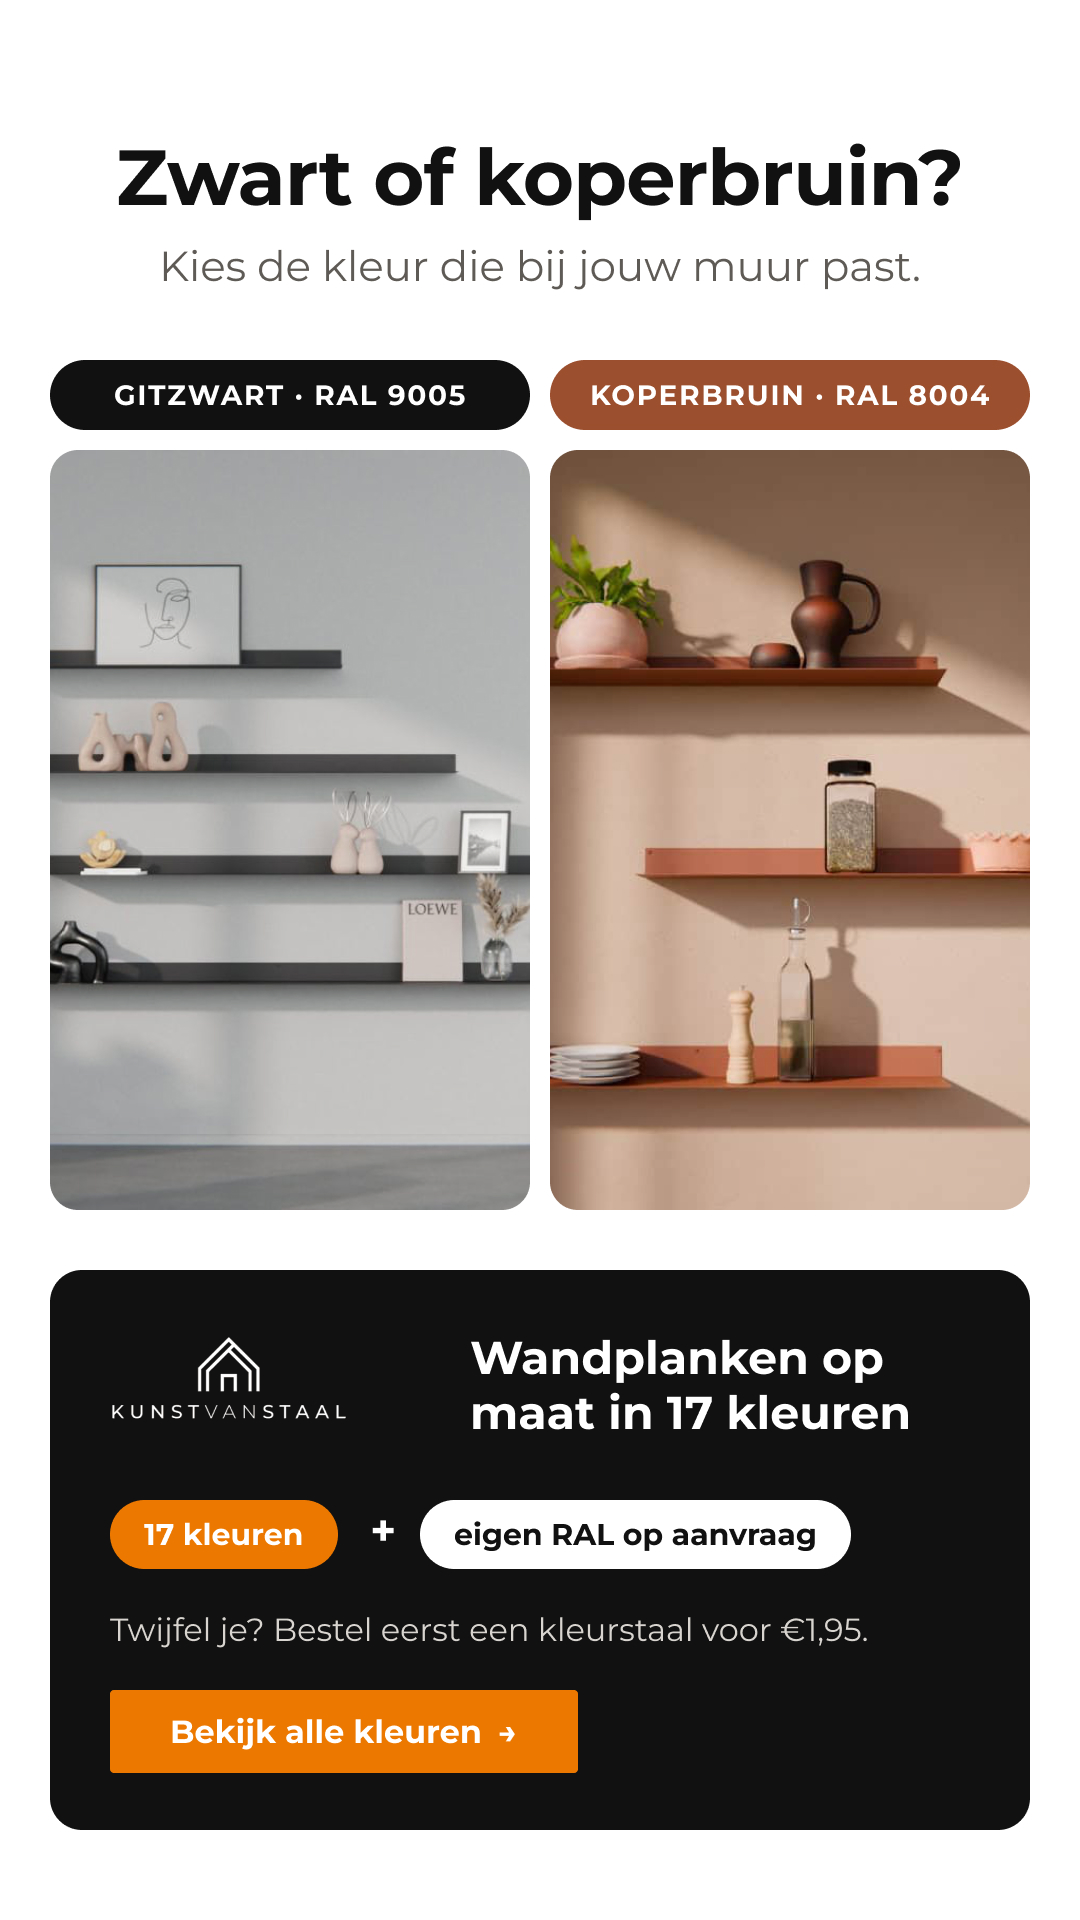 Zwart of koperbruin?
Kies de kleur die bij jouw muur past.
GITZWART · RAL 9005
KOPERBRUIN · RAL 8004
LOEWE
KUNSTVANSTAAL
Wandplanken op
maat in 17 kleuren
17 kleuren + eigen RAL op aanvraag
Twijfel je? Bestel eerst een kleurstaal voor €1,95.
Bekijk alle kleuren →